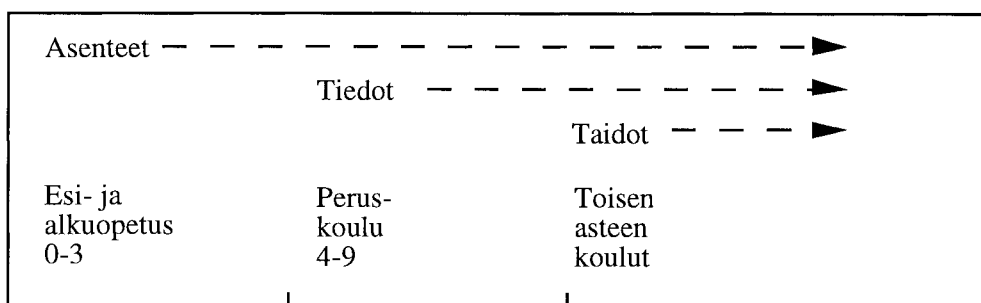 Asenteet
Tiedot
Taidot
Esi- ja
alkuopetus
0-3
Perus-
koulu
4-9
Toisen
asteen
koulut